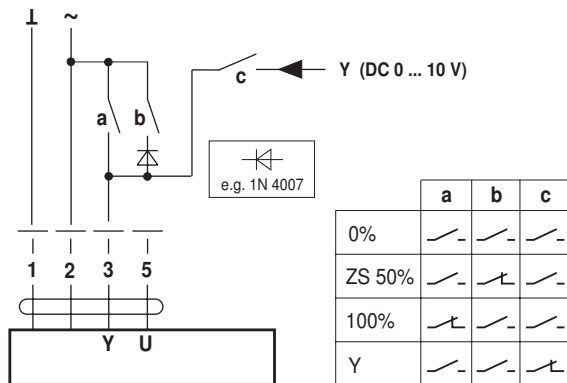 ⊥ ~
a b c Y (DC 0 ... 10 V)
e.g. 1N 4007
1 2 3 5
Y U
a b c
0%
ZS 50%
100%
Y